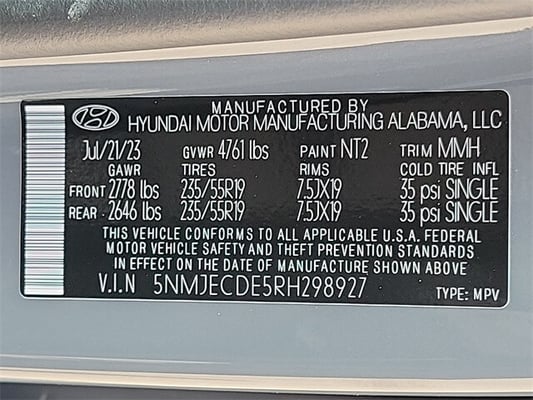 MANUFACTURED BY
HYUNDAI MOTOR MANUFACTURING ALABAMA, LLC
Jul/21/23 GVWR 4761 lbs PAINT NT2 TRIM MMH
GAWR TIRES RIMS COLD TIRE INFL
FRONT 2778 lbs 235/55R19 7.5JX19 35 psi SINGLE
REAR 2646 lbs 235/55R19 7.5JX19 35 psi SINGLE
THIS VEHICLE CONFORMS TO ALL APPLICABLE U.S.A. FEDERAL
MOTOR VEHICLE SAFETY AND THEFT PREVENTION STANDARDS
IN EFFECT ON THE DATE OF MANUFACTURE SHOWN ABOVE
V.I.N 5NMJECDE5RH298927 TYPE: MPV